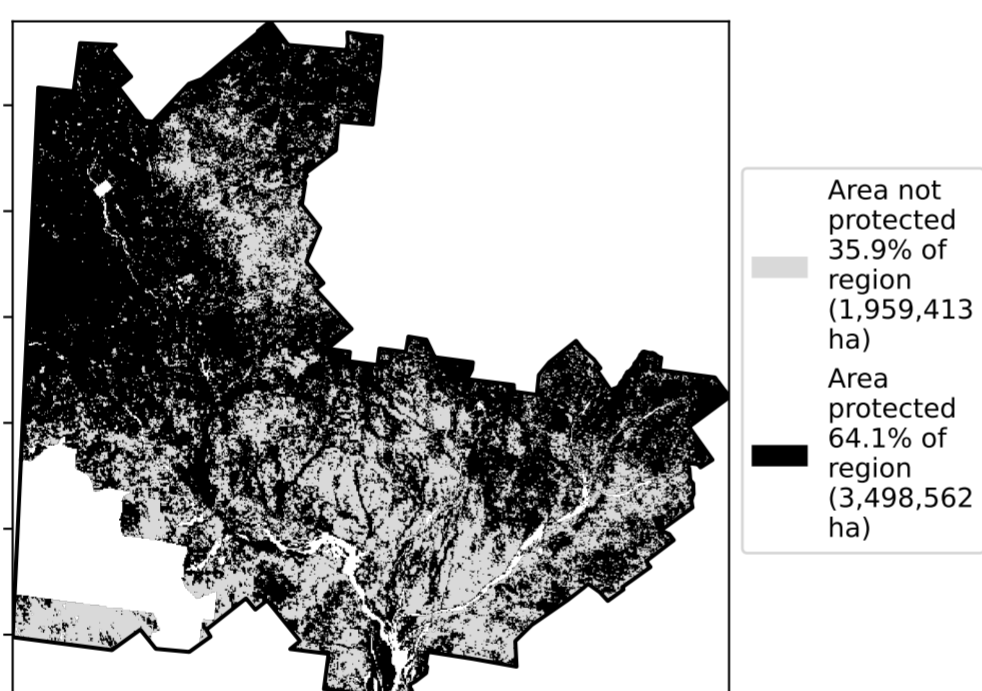 Area not
protected
35.9% of
region
(1,959,413
ha)
Area
protected
64.1% of
region
(3,498,562
ha)